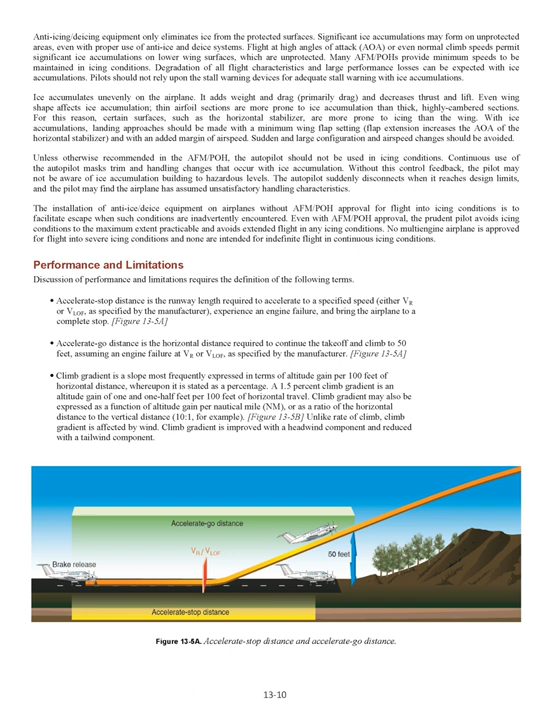 Anti-icing/deicing equipment only eliminates ice from the protected surfaces. Significant ice accumulations may form on unprotected
areas, even with proper use of anti-ice and deice systems. Flight at high angles of attack (AOA) or even normal climb speeds permit
significant ice accumulations on lower wing surfaces, which are unprotected. Many AFM/POHs provide minimum speeds to be
maintained in icing conditions. Degradation of all flight characteristics and large performance losses can be expected with ice
accumulations. Pilots should not rely upon the stall warning devices for adequate stall warning with ice accumulations.
Ice accumulates unevenly on the airplane. It adds weight and drag (primarily drag) and decreases thrust and lift. Even wing
shape affects ice accumulation; thin airfoil sections are more prone to ice accumulation than thick, highly-cambered sections.
For this reason, certain surfaces, such as the horizontal stabilizer, are more prone to icing than the wing. With ice
accumulations, landing approaches should be made with a minimum wing flap setting (flap extension increases the AOA of the
horizontal stabilizer) and with an added margin of airspeed. Sudden and large configuration and airspeed changes should be avoided.
Unless otherwise recommended in the AFM/POH, the autopilot should not be used in icing conditions. Continuous use of
the autopilot masks trim and handling changes that occur with ice accumulation. Without this control feedback, the pilot may
not be aware of ice accumulation building to hazardous levels. The autopilot suddenly disconnects when it reaches design limits,
and the pilot may find the airplane has assumed unsatisfactory handling characteristics.
The installation of anti-ice/deice equipment on airplanes without AFM/POH approval for flight into icing conditions is to
facilitate escape when such conditions are inadvertently encountered. Even with AFM/POH approval, the prudent pilot avoids icing
conditions to the maximum extent practicable and avoids extended flight in any icing conditions. No multiengine airplane is approved
for flight into severe icing conditions and none are intended for indefinite flight in continuous icing conditions.
Performance and Limitations
Discussion of performance and limitations requires the definition of the following terms.
• Accelerate-stop distance is the runway length required to accelerate to a specified speed (either VR
or VLOF, as specified by the manufacturer), experience an engine failure, and bring the airplane to a
complete stop. [Figure 13-5A]
• Accelerate-go distance is the horizontal distance required to continue the takeoff and climb to 50
feet, assuming an engine failure at VR or VLOF, as specified by the manufacturer. [Figure 13-5A]
• Climb gradient is a slope most frequently expressed in terms of altitude gain per 100 feet of
horizontal distance, whereupon it is stated as a percentage. A 1.5 percent climb gradient is an
altitude gain of one and one-half feet per 100 feet of horizontal travel. Climb gradient may also be
expressed as a function of altitude gain per nautical mile (NM), or as a ratio of the horizontal
distance to the vertical distance (10:1, for example). [Figure 13-5B] Unlike rate of climb, climb
gradient is affected by wind. Climb gradient is improved with a headwind component and reduced
with a tailwind component.
Accelerate-go distance
VR / VLOF
50 feet
Brake release
Accelerate-stop distance
Figure 13-5A. Accelerate-stop distance and accelerate-go distance.
13-10